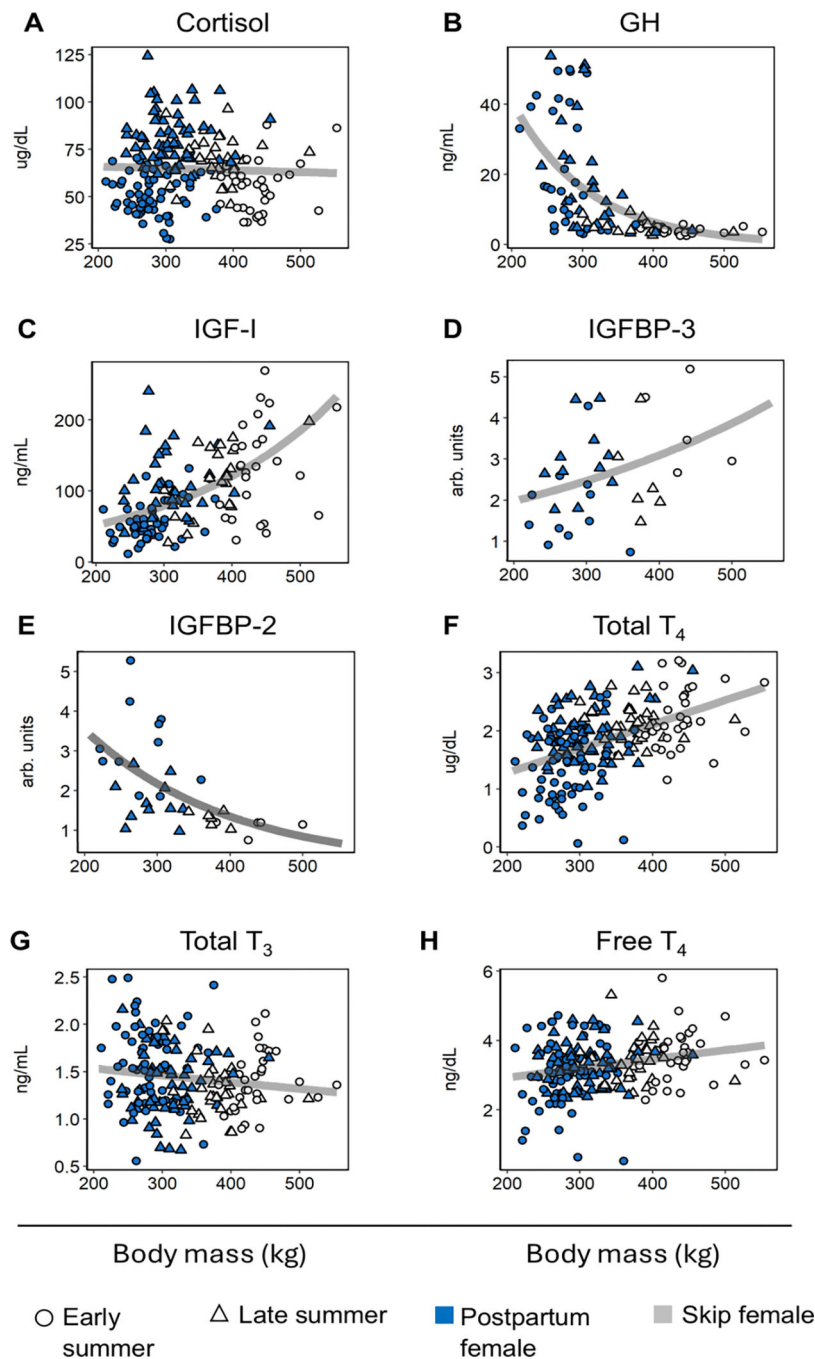 A Cortisol
B GH
125
100
75
50
25
ug/dL
200 300 400 500
40
20
0
ng/mL
200 300 400 500
C IGF-I
D IGFBP-3
200
100
0
ng/mL
200 300 400 500
5
4
3
2
1
arb. units
200 300 400 500
E IGFBP-2
F Total T₄
5
4
3
2
1
arb. units
200 300 400 500
3
2
1
0
ug/dL
200 300 400 500
G Total T₃
H Free T₄
2.5
2.0
1.5
1.0
0.5
ng/mL
200 300 400 500
6
4
2
ng/dL
200 300 400 500
Body mass (kg) Body mass (kg)
Early summer
Late summer
Postpartum female
Skip female